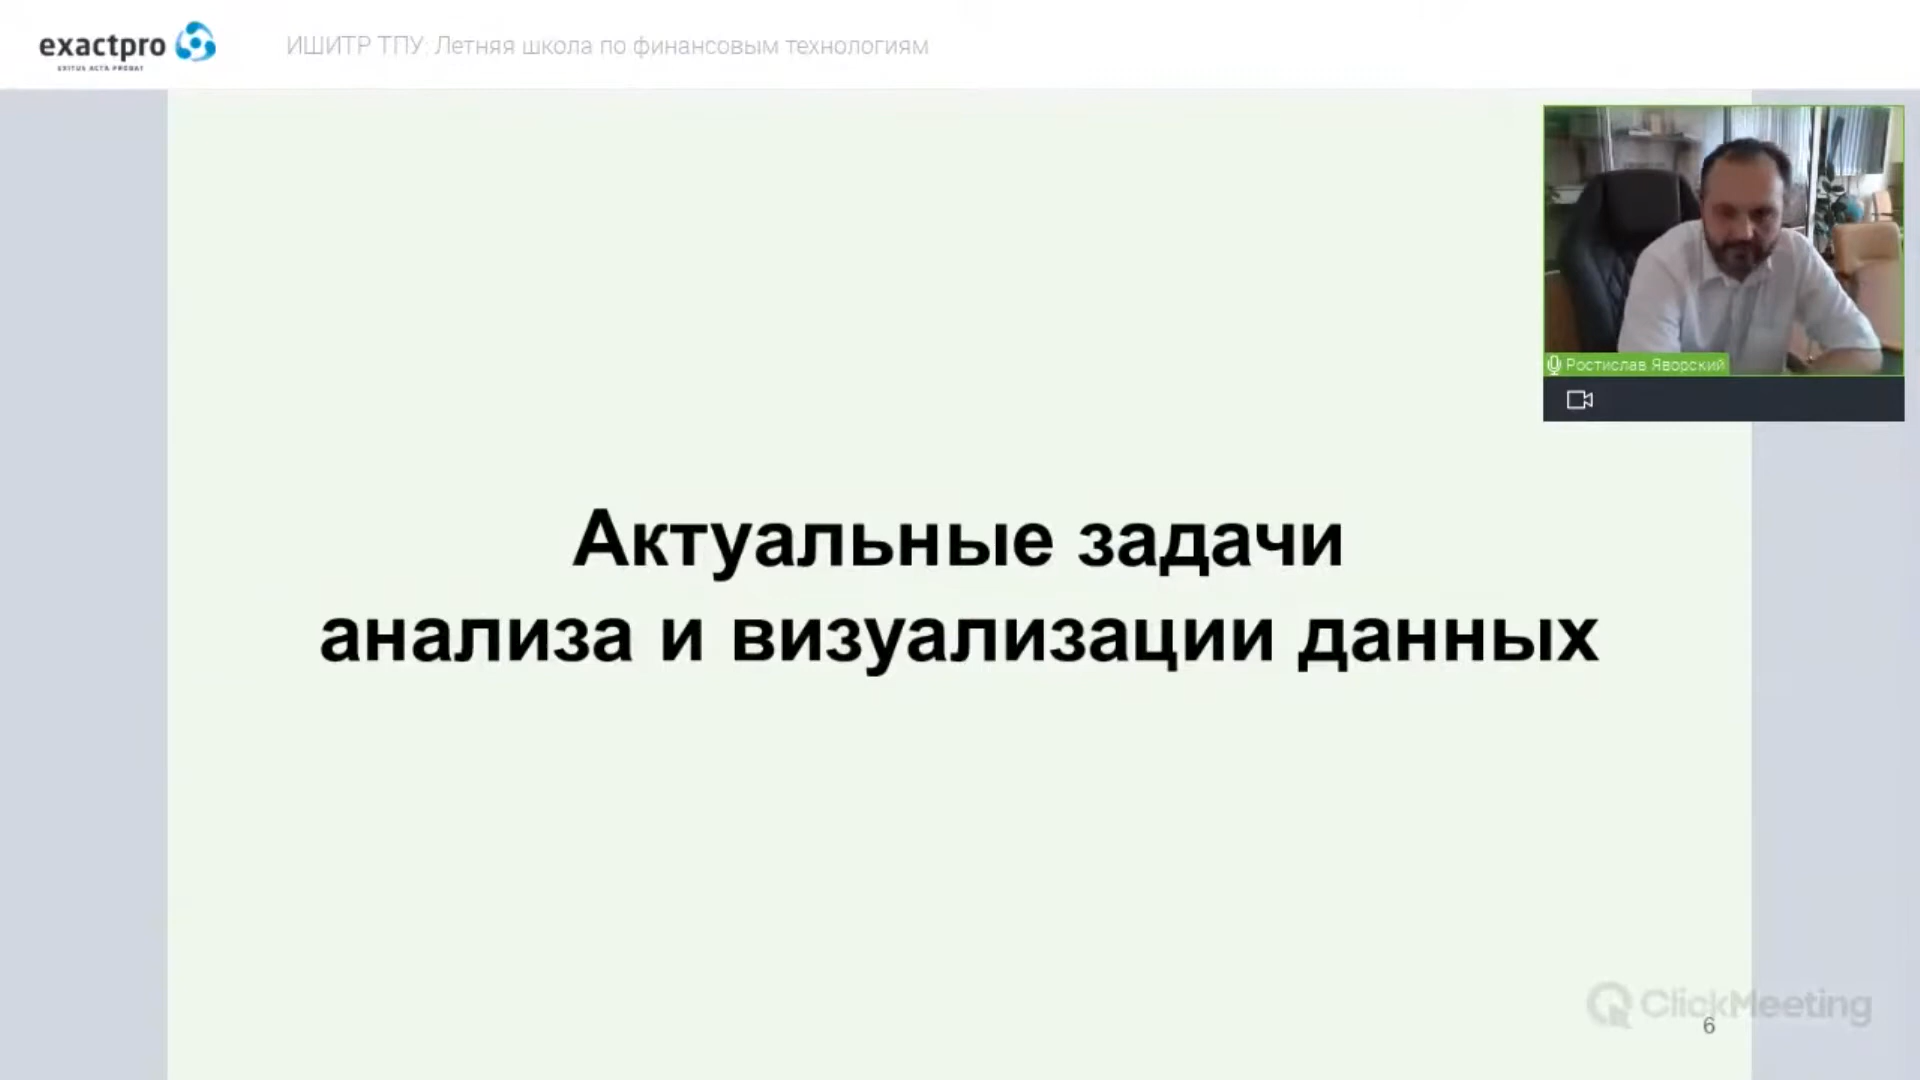 exactpro
EXITUS ACTA PROBAT
ИШИТР ТПУ: Летняя школа по финансовым технологиям
Ростислав Яворский
Актуальные задачи
анализа и визуализации данных
ClickMeeting
6